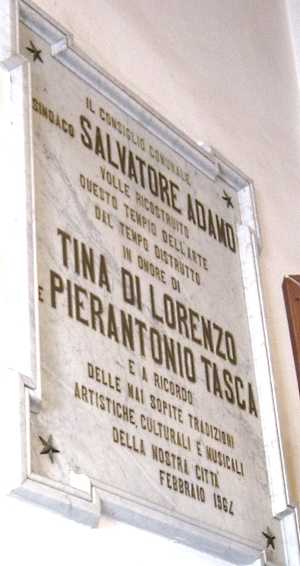 IL CONSIGLIO COMUNALE
SINDACO SALVATORE ADAMO
VOLLE RICOSTRUITO
QUESTO TEMPIO DELL'ARTE
DAL TEMPO DISTRUTTO
IN ONORE DI
TINA DI LORENZO
E PIERANTONIO TASCA
E A RICORDO
DELLE MAI SOPITE TRADIZIONI
ARTISTICHE, CULTURALI E MUSICALI
DELLA NOSTRA CITTÀ
FEBBRAIO 1964